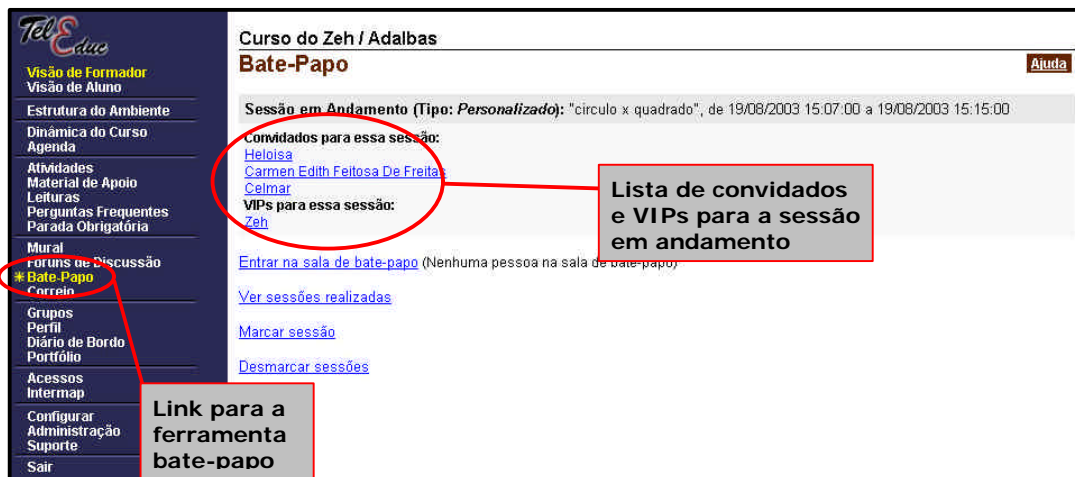 TelEduc
Visão de Formador
Visão de Aluno
Estrutura do Ambiente
Dinâmica do Curso
Agenda
Atividades
Material de Apoio
Leituras
Perguntas Frequentes
Parada Obrigatória
Mural
Fóruns de Discussão
Bate-Papo
Correio
Grupos
Perfil
Diário de Bordo
Portfólio
Acessos
Intermap
Configurar
Administração
Suporte
Sair
Link para a
ferramenta
bate-papo
Curso do Zeh / Adalbas
Bate-Papo
Ajuda
Sessão em Andamento (Tipo: Personalizado): "circulo x quadrado", de 19/08/2003 15:07:00 a 19/08/2003 15:15:00
Convidados para essa sessão:
Heloisa
Carmen Edith Feitosa De Freitas
Celmar
VIPs para essa sessão:
Zeh
Lista de convidados
e VIPs para a sessão
em andamento
Entrar na sala de bate-papo (Nenhuma pessoa na sala de bate-papo)
Ver sessões realizadas
Marcar sessão
Desmarcar sessões